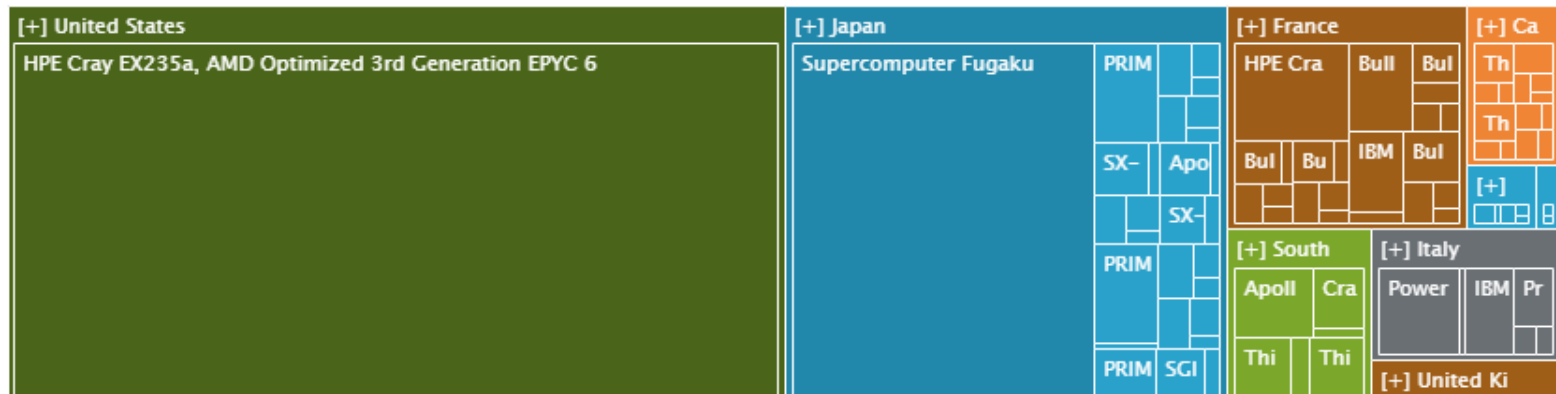 [+] United States
HPE Cray EX235a, AMD Optimized 3rd Generation EPYC 6
[+] Japan
Supercomputer Fugaku
PRIM
SX-
Apo
SX-
PRIM
PRIM
SGI
[+] France
HPE Cra
Bull
Bul
Bul
Bu
IBM
Bul
[+] Ca
Th
Th
[+]
[+] South
Apoll
Cra
Thi
Thi
[+] Italy
Power
IBM
Pr
[+] United Ki